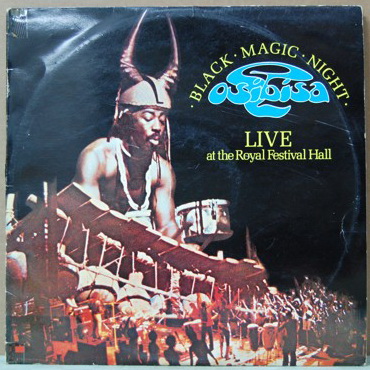 · BLACK · MAGIC · NIGHT ·
osibisa
LIVE
at the Royal Festival Hall